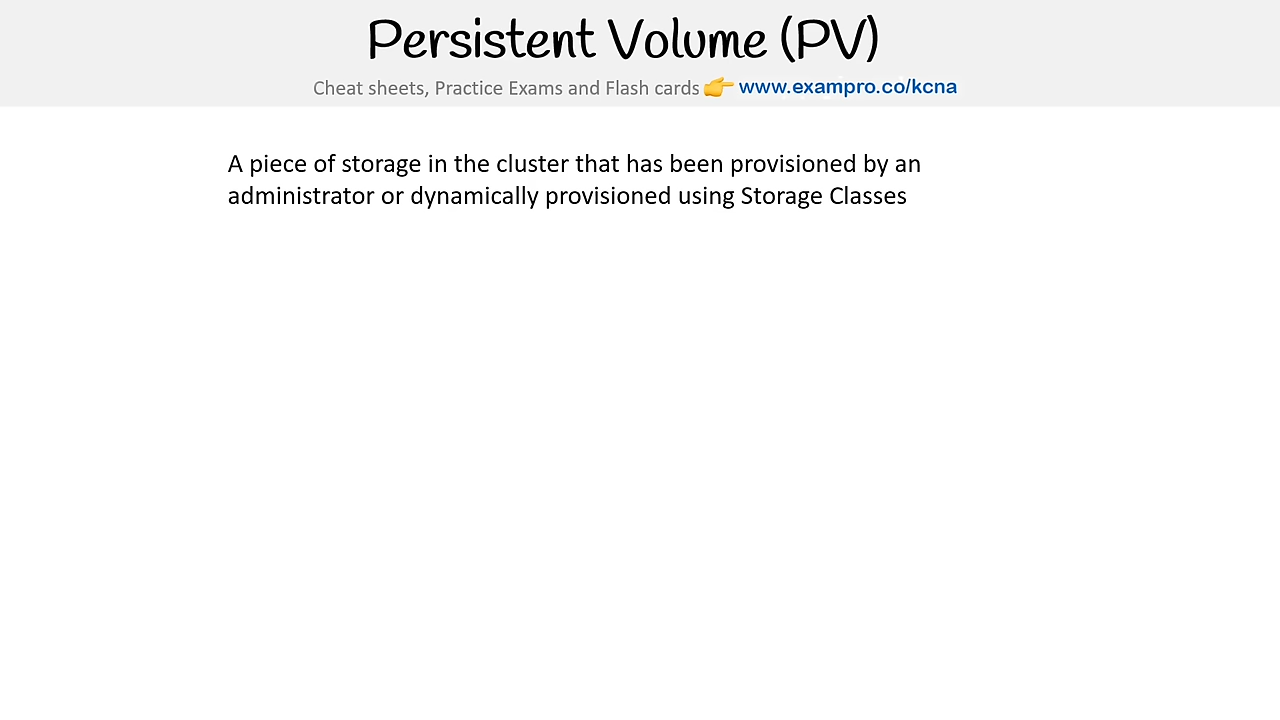 Persistent Volume (PV)
Cheat sheets, Practice Exams and Flash cards 👉 www.exampro.co/kcna
A piece of storage in the cluster that has been provisioned by an
administrator or dynamically provisioned using Storage Classes